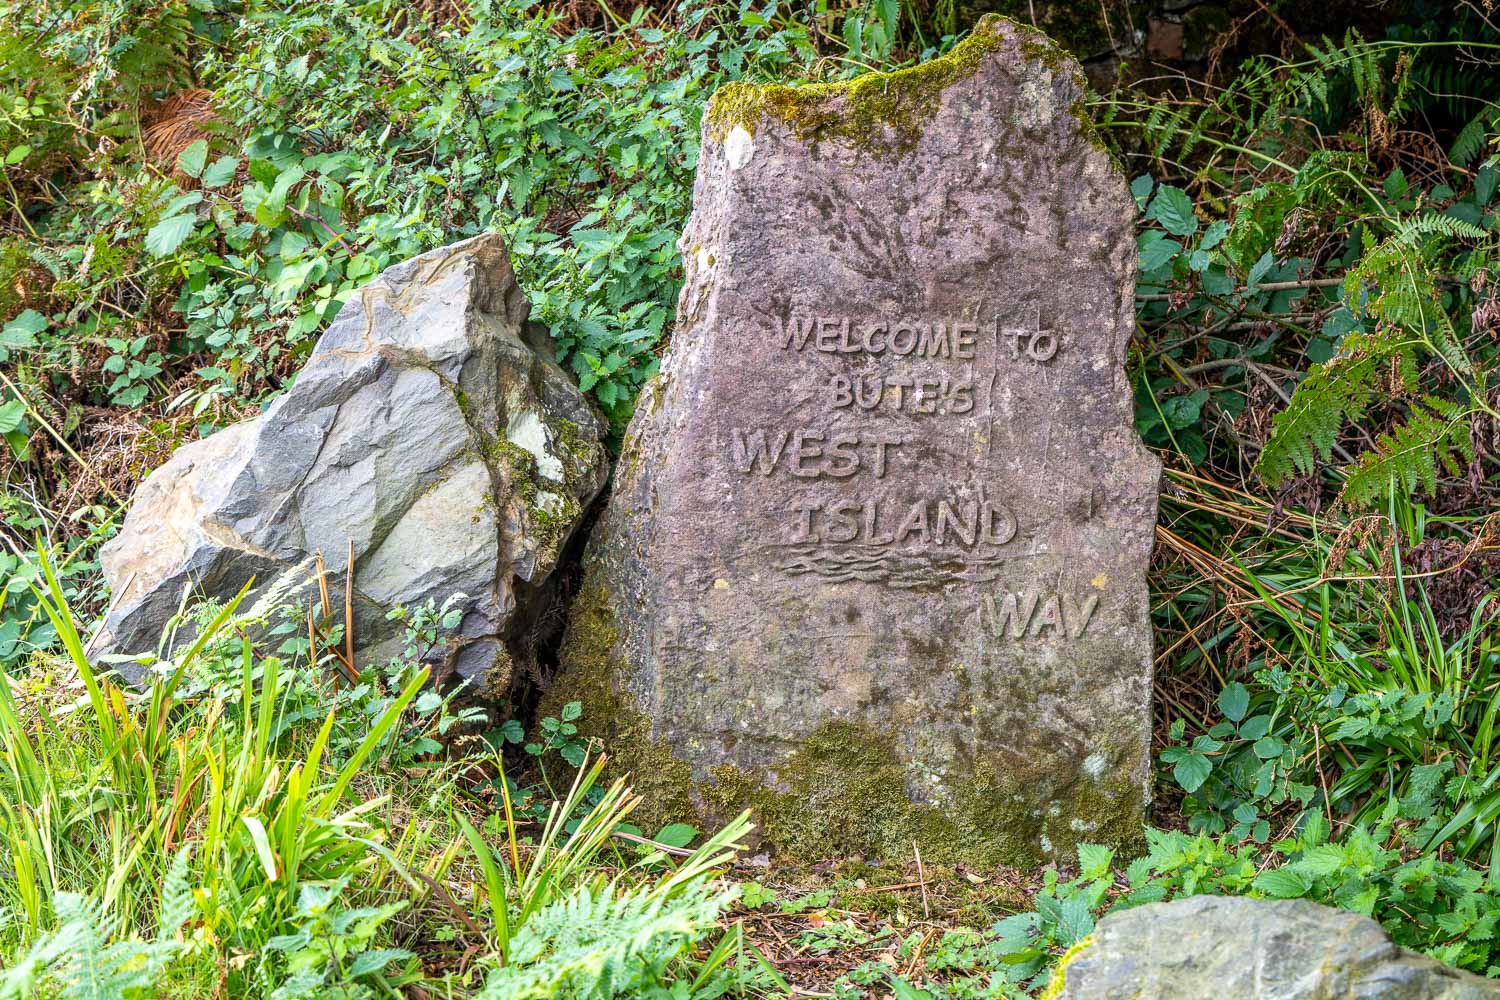 WELCOME TO
BUTE'S
WEST
ISLAND
WAY